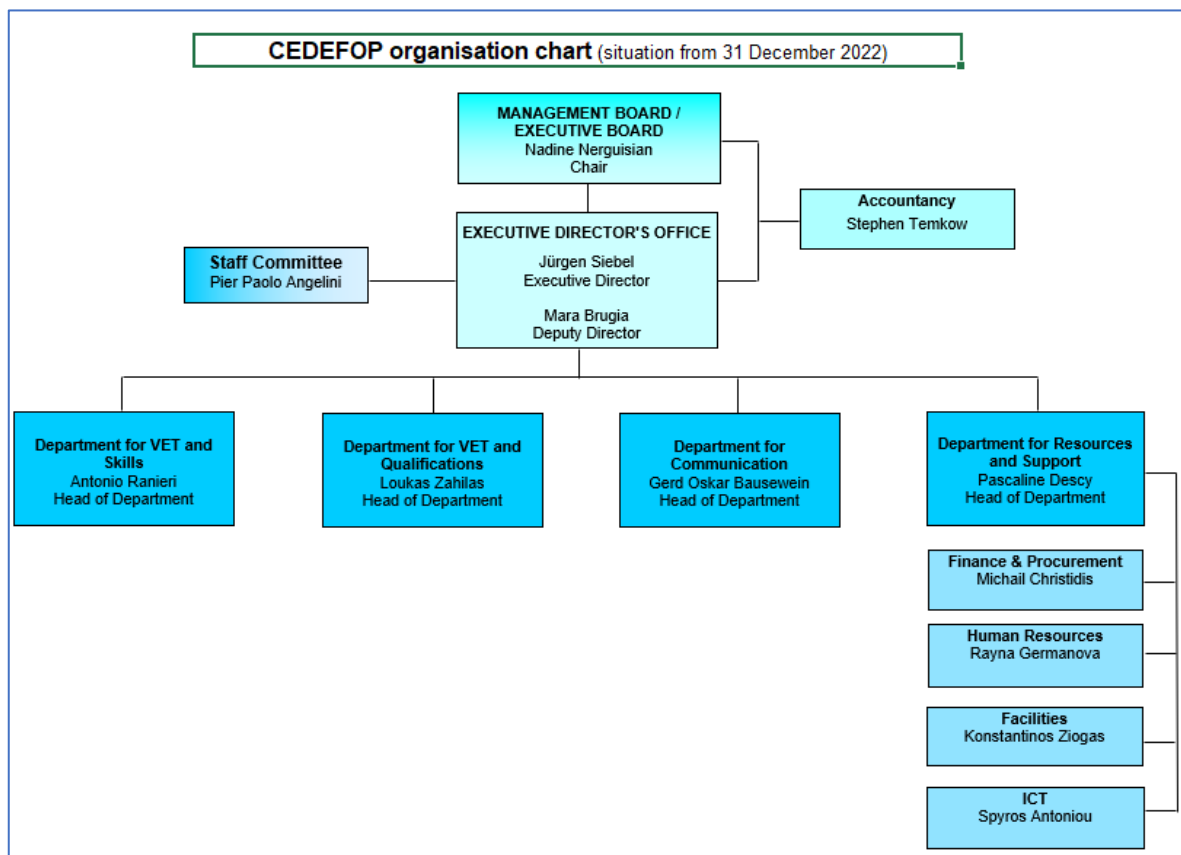 CEDEFOP organisation chart (situation from 31 December 2022)
MANAGEMENT BOARD /
EXECUTIVE BOARD
Nadine Nerguisian
Chair
Accountancy
Stephen Temkow
EXECUTIVE DIRECTOR'S OFFICE
Jürgen Siebel
Executive Director
Mara Brugia
Deputy Director
Staff Committee
Pier Paolo Angelini
Department for VET and
Skills
Antonio Ranieri
Head of Department
Department for VET and
Qualifications
Loukas Zahilas
Head of Department
Department for
Communication
Gerd Oskar Bausewein
Head of Department
Department for Resources
and Support
Pascaline Descy
Head of Department
Finance & Procurement
Michail Christidis
Human Resources
Rayna Germanova
Facilities
Konstantinos Ziogas
ICT
Spyros Antoniou